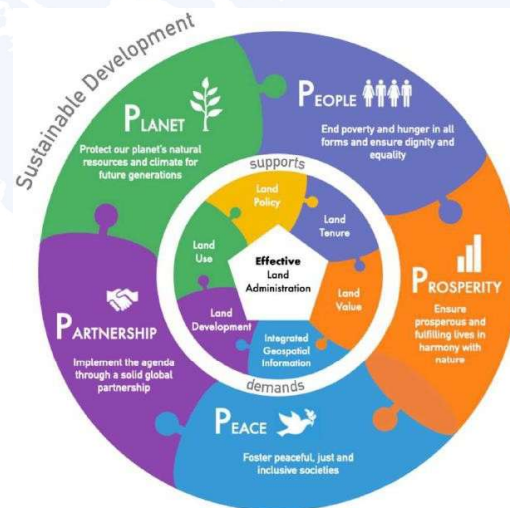 Sustainable Development
PLANET
Protect our planet's natural
resources and climate for
future generations
PEOPLE
End poverty and hunger in all
forms and ensure dignity and
equality
PROSPERITY
Ensure
prosperous and
fulfilling lives in
harmony with
nature
PEACE
Foster peaceful, just and
inclusive societies
PARTNERSHIP
Implement the agenda
through a solid global
partnership
supports
Land
Policy
Land
Tenure
Land
Value
Integrated
Geospatial
Information
Land
Development
Land
Use
Effective
Land
Administration
demands